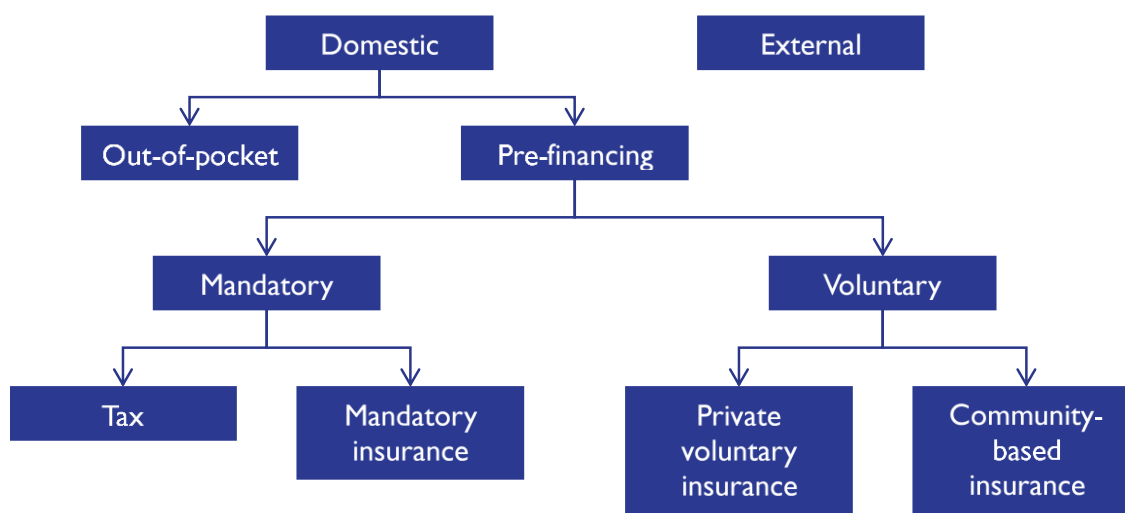 Domestic
External
Out-of-pocket
Pre-financing
Mandatory
Voluntary
Tax
Mandatory
insurance
Private
voluntary
insurance
Community-
based
insurance